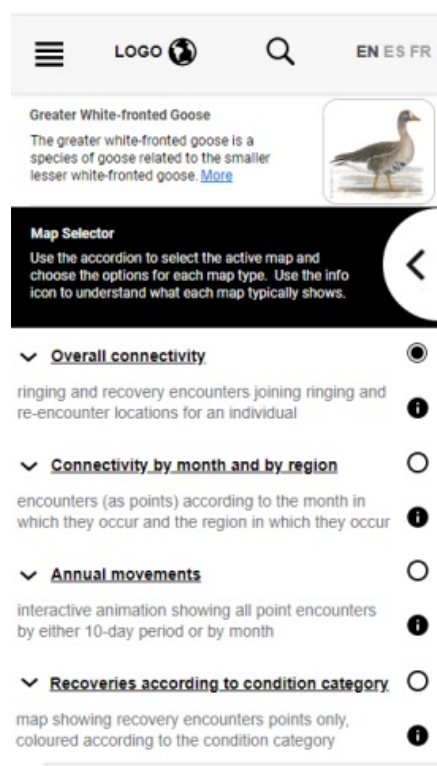 LOGO EN ES FR
Greater White-fronted Goose
The greater white-fronted goose is a
species of goose related to the smaller
lesser white-fronted goose. More
Map Selector
Use the accordion to select the active map and
choose the options for each map type. Use the info
icon to understand what each map typically shows.
Overall connectivity
ringing and recovery encounters joining ringing and
re-encounter locations for an individual
Connectivity by month and by region
encounters (as points) according to the month in
which they occur and the region in which they occur
Annual movements
interactive animation showing all point encounters
by either 10-day period or by month
Recoveries according to condition category
map showing recovery encounters points only,
coloured according to the condition category